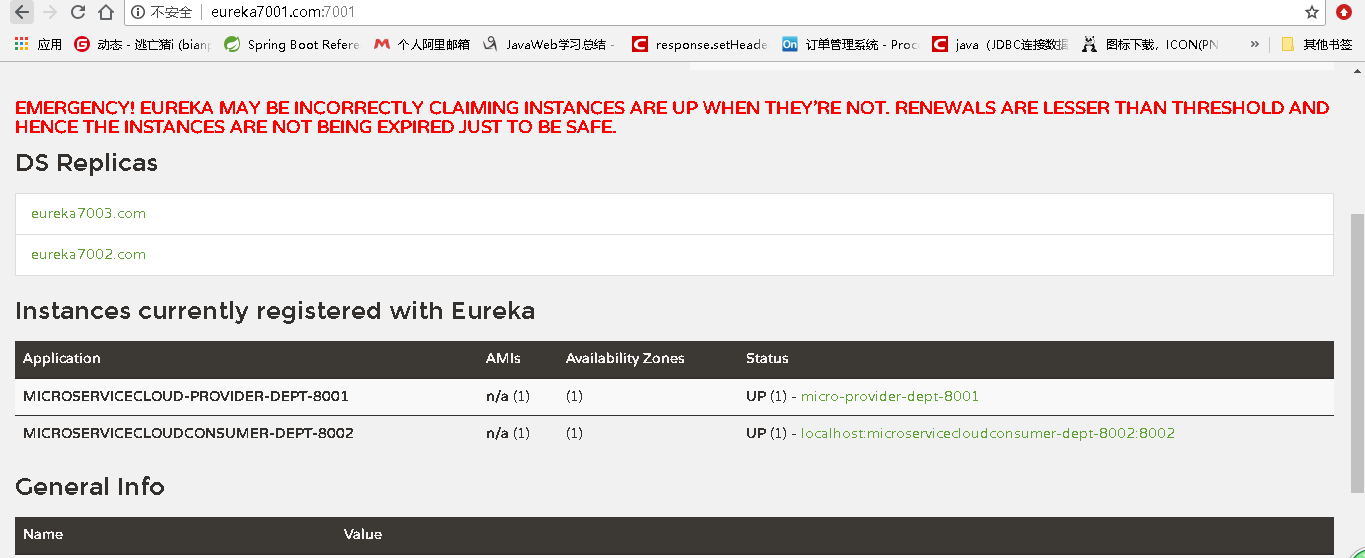 不安全 eureka7001.com:7001
应用 动态 - 逃亡猪i (bianp Spring Boot Refere 个人阿里邮箱 JavaWeb学习总结 - response.setHeade 订单管理系统 - Proc java（JDBC连接数据 图标下载，ICON(PN » 其他书签
EMERGENCY! EUREKA MAY BE INCORRECTLY CLAIMING INSTANCES ARE UP WHEN THEY'RE NOT. RENEWALS ARE LESSER THAN THRESHOLD AND
HENCE THE INSTANCES ARE NOT BEING EXPIRED JUST TO BE SAFE.
DS Replicas
eureka7003.com
eureka7002.com
Instances currently registered with Eureka
Application AMIs Availability Zones Status
MICROSERVICECLOUD-PROVIDER-DEPT-8001 n/a (1) (1) UP (1) - micro-provider-dept-8001
MICROSERVICECLOUDCONSUMER-DEPT-8002 n/a (1) (1) UP (1) - localhost:microservicecloudconsumer-dept-8002:8002
General Info
Name Value